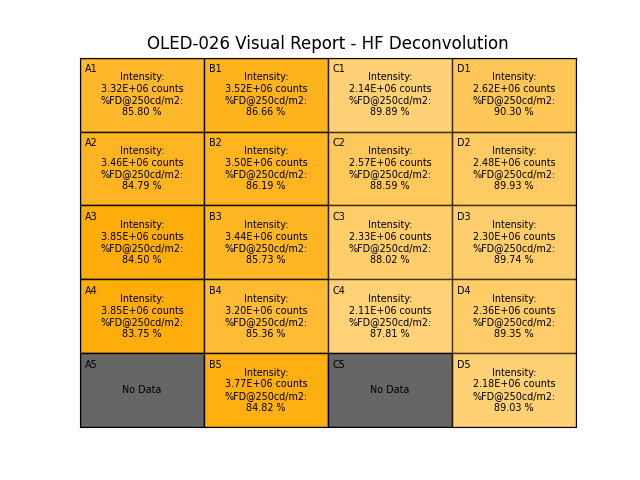 OLED-026 Visual Report - HF Deconvolution
A1
Intensity:
3.32E+06 counts
%FD@250cd/m2:
85.80 %
B1
Intensity:
3.52E+06 counts
%FD@250cd/m2:
86.66 %
C1
Intensity:
2.14E+06 counts
%FD@250cd/m2:
89.89 %
D1
Intensity:
2.62E+06 counts
%FD@250cd/m2:
90.30 %
A2
Intensity:
3.46E+06 counts
%FD@250cd/m2:
84.79 %
B2
Intensity:
3.50E+06 counts
%FD@250cd/m2:
86.19 %
C2
Intensity:
2.57E+06 counts
%FD@250cd/m2:
88.59 %
D2
Intensity:
2.48E+06 counts
%FD@250cd/m2:
89.93 %
A3
Intensity:
3.85E+06 counts
%FD@250cd/m2:
84.50 %
B3
Intensity:
3.44E+06 counts
%FD@250cd/m2:
85.73 %
C3
Intensity:
2.33E+06 counts
%FD@250cd/m2:
88.02 %
D3
Intensity:
2.30E+06 counts
%FD@250cd/m2:
89.74 %
A4
Intensity:
3.85E+06 counts
%FD@250cd/m2:
83.75 %
B4
Intensity:
3.20E+06 counts
%FD@250cd/m2:
85.36 %
C4
Intensity:
2.11E+06 counts
%FD@250cd/m2:
87.81 %
D4
Intensity:
2.36E+06 counts
%FD@250cd/m2:
89.35 %
A5
No Data
B5
Intensity:
3.77E+06 counts
%FD@250cd/m2:
84.82 %
C5
No Data
D5
Intensity:
2.18E+06 counts
%FD@250cd/m2:
89.03 %